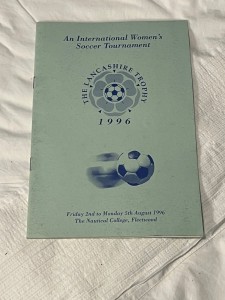 An International Women's
Soccer Tournament
THE LANCASHIRE TROPHY
1996
Friday 2nd to Monday 5th August 1996
The Nautical College, Fleetwood